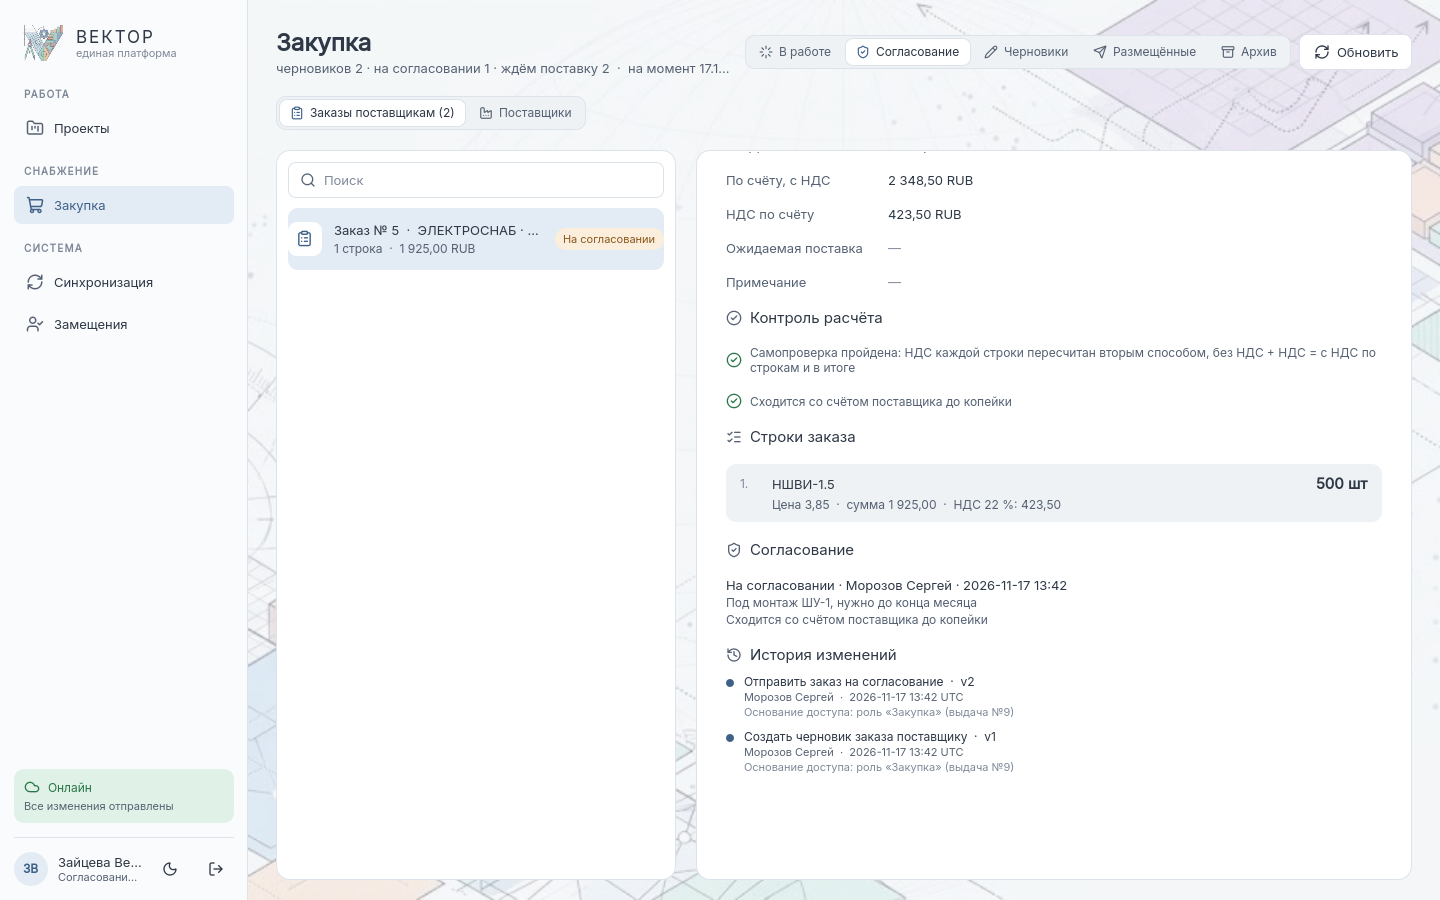 ВЕКТОР
единая платформа
РАБОТА
Проекты
СНАБЖЕНИЕ
Закупка
СИСТЕМА
Синхронизация
Замещения
Онлайн
Все изменения отправлены
ЗВ
Зайцева Ве...
Согласовани...
Закупка
черновиков 2 · на согласовании 1 · ждём поставку 2 · на момент 17.1...
В работе
Согласование
Черновики
Размещённые
Архив
Обновить
Заказы поставщикам (2)
Поставщики
Поиск
Заказ № 5 · ЭЛЕКТРОСНАБ · ...
1 строка · 1 925,00 RUB
На согласовании
По счёту, с НДС 2 348,50 RUB
НДС по счёту 423,50 RUB
Ожидаемая поставка —
Примечание —
Контроль расчёта
Самопроверка пройдена: НДС каждой строки пересчитан вторым способом, без НДС + НДС = с НДС по
строкам и в итоге
Сходится со счётом поставщика до копейки
Строки заказа
1. НШВИ-1.5 500 шт
Цена 3,85 · сумма 1 925,00 · НДС 22 %: 423,50
Согласование
На согласовании · Морозов Сергей · 2026-11-17 13:42
Под монтаж ШУ-1, нужно до конца месяца
Сходится со счётом поставщика до копейки
История изменений
Отправить заказ на согласование · v2
Морозов Сергей · 2026-11-17 13:42 UTC
Основание доступа: роль «Закупка» (выдача №9)
Создать черновик заказа поставщику · v1
Морозов Сергей · 2026-11-17 13:42 UTC
Основание доступа: роль «Закупка» (выдача №9)